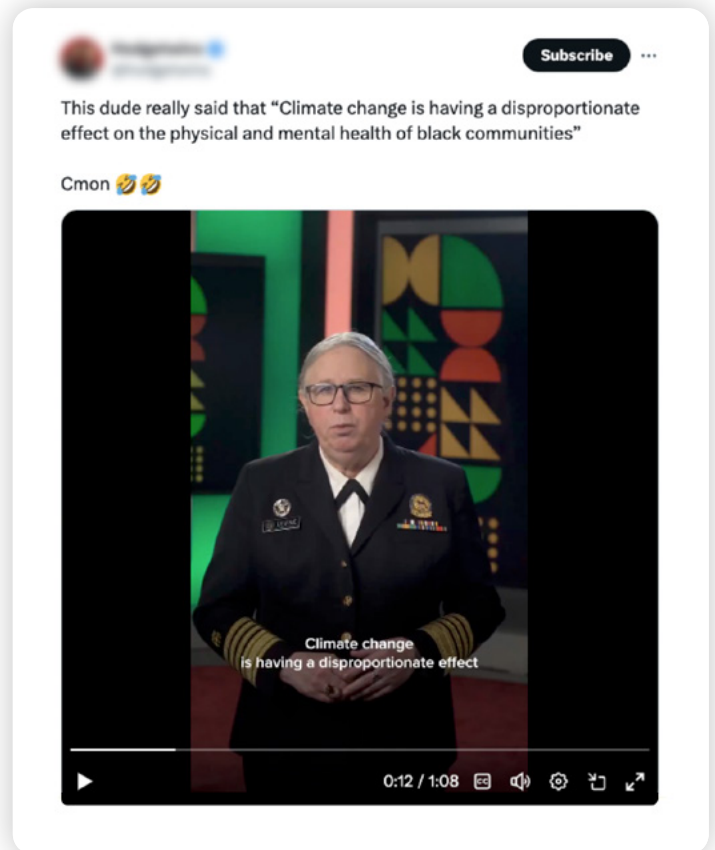 Subscribe
This dude really said that “Climate change is having a disproportionate
effect on the physical and mental health of black communities”
Cmon 🤣🤣
Climate change
is having a disproportionate effect
0:12 / 1:08
CC